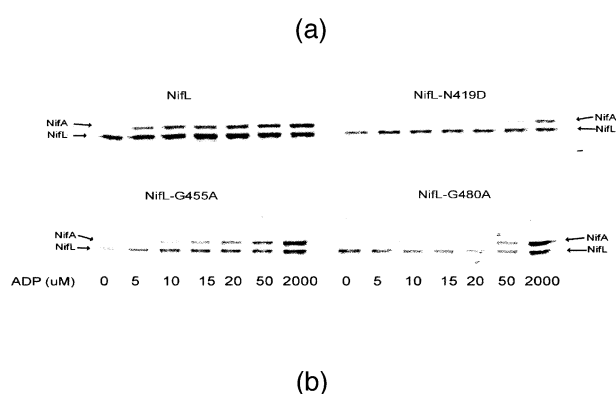 (a)
NifL
NifL-N419D
NifA
NifL
NifA
NifL
NifL-G455A
NifL-G480A
NifA
NifL
NifA
NifL
ADP (uM) 0 5 10 15 20 50 2000 0 5 10 15 20 50 2000
(b)